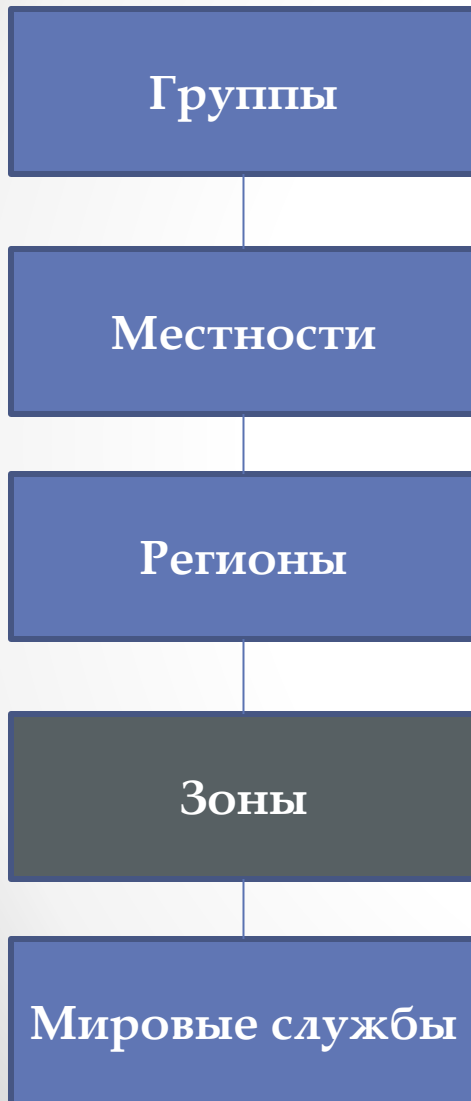 Группы
Местности
Регионы
Зоны
Мировые службы